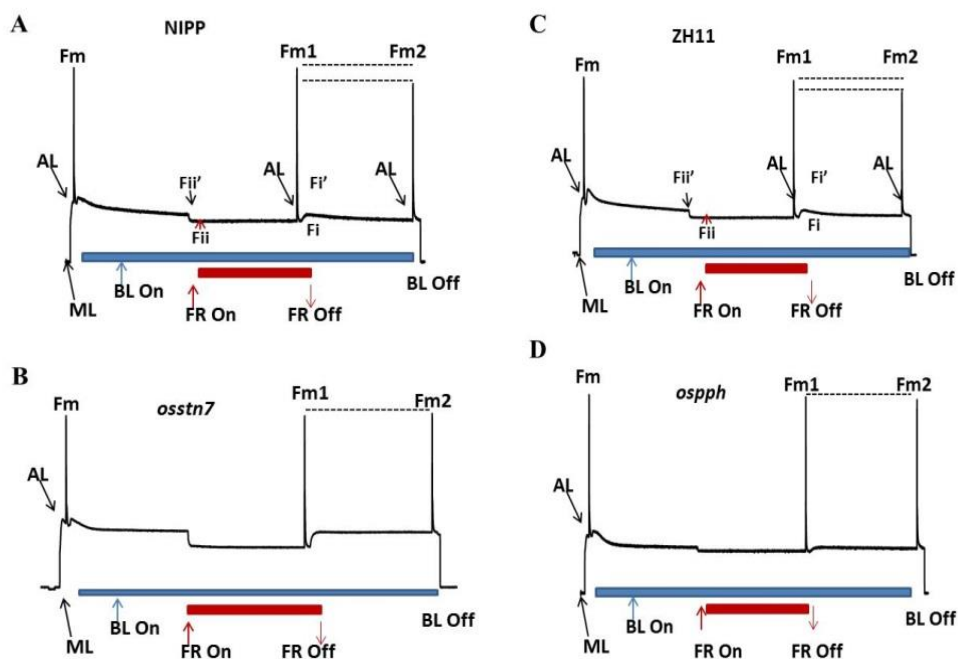 A
NIPP
Fm
Fm1
Fm2
AL
Fii’
AL
Fi’
AL
Fii
Fi
BL On
ML
FR On
FR Off
BL Off
B
osstn7
Fm
Fm1
Fm2
AL
BL On
ML
FR On
FR Off
BL Off
C
ZH11
Fm
Fm1
Fm2
AL
Fii’
AL
Fi’
AL
Fii
Fi
BL On
ML
FR On
FR Off
BL Off
D
ospph
Fm
Fm1
Fm2
AL
BL On
ML
FR On
FR Off
BL Off